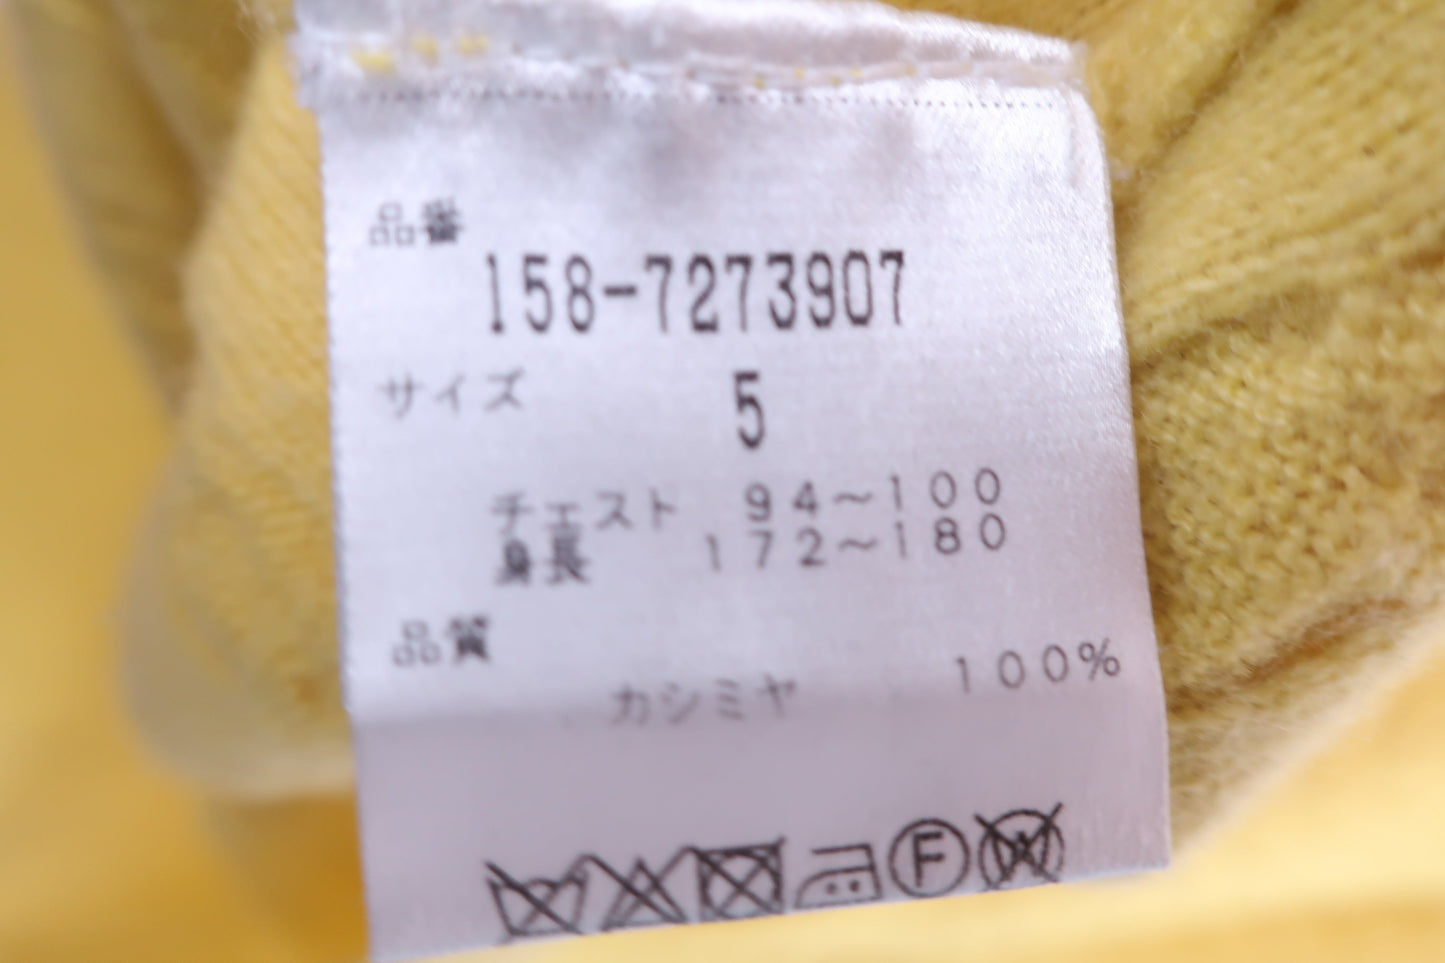 品番
158-7273907
サイズ 5
チェスト 94～100
身長 172～180
品質
カシミヤ 100%
F W